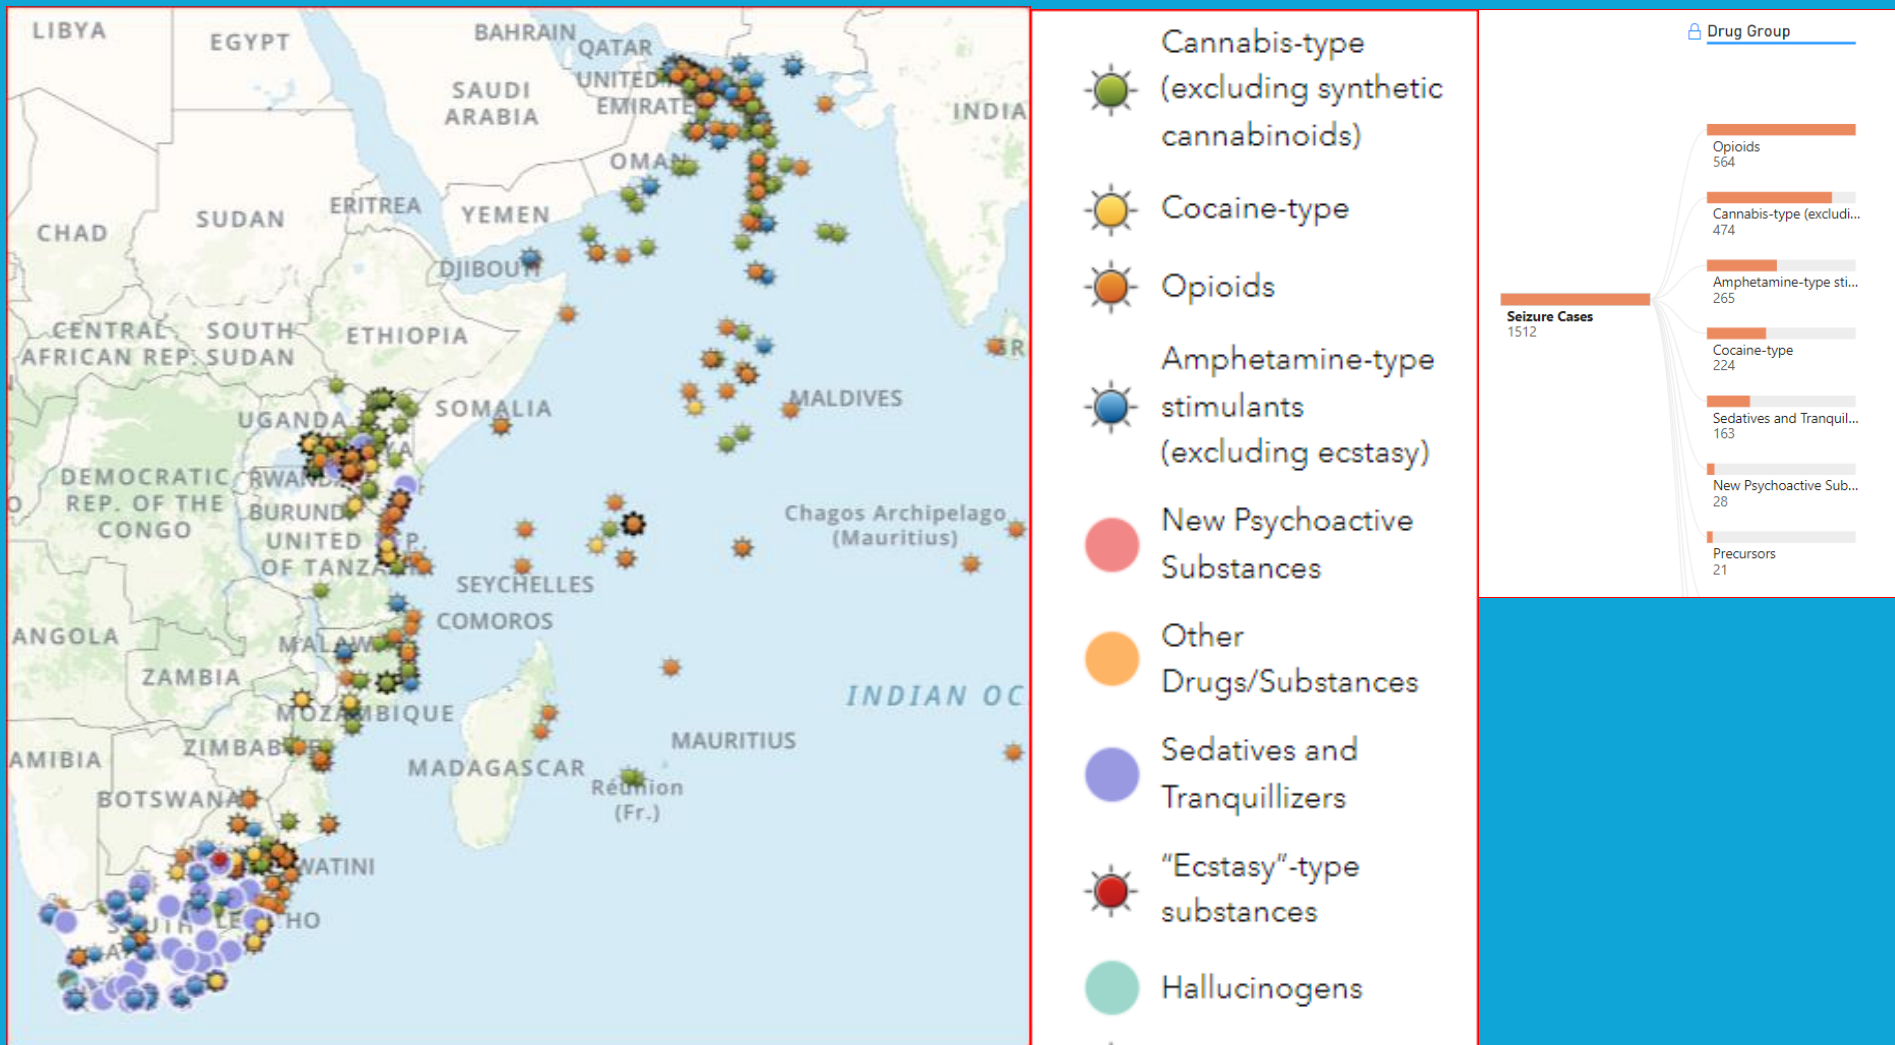 LIBYA
EGYPT
BAHRAIN
QATAR
UNITED
EMIRATE
SAUDI
ARABIA
INDIA
OMAN
ERITREA
YEMEN
SUDAN
CHAD
DJIBOUTI
CENTRAL
AFRICAN REP.
SOUTH
SUDAN
ETHIOPIA
MALDIVES
SOMALIA
UGANDA
DEMOCRATIC
REP. OF THE
CONGO
BURUND
UNITED
P.
OF TANZA
Chagos Archipelago
(Mauritius)
SEYCHELLES
COMOROS
ANGOLA
MALAW
ZAMBIA
INDIAN OC
MOZAMBIQUE
ZIMBAB
MAURITIUS
AMIBIA
MADAGASCAR
Réunion
(Fr.)
BOTSWANA
WATINI
SOUTH
HO
Cannabis-type
(excluding synthetic
cannabinoids)
Cocaine-type
Opioids
Amphetamine-type
stimulants
(excluding ecstasy)
New Psychoactive
Substances
Other
Drugs/Substances
Sedatives and
Tranquillizers
“Ecstasy”-type
substances
Hallucinogens
Drug Group
Seizure Cases
1512
Opioids
564
Cannabis-type (excludi...
474
Amphetamine-type sti...
265
Cocaine-type
224
Sedatives and Tranquil...
163
New Psychoactive Sub...
28
Precursors
21